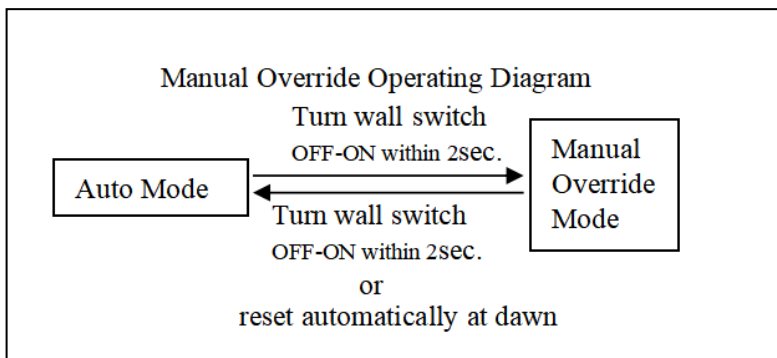 Manual Override Operating Diagram
Turn wall switch
OFF-ON within 2sec.
Auto Mode
Manual
Override
Mode
Turn wall switch
OFF-ON within 2sec.
or
reset automatically at dawn